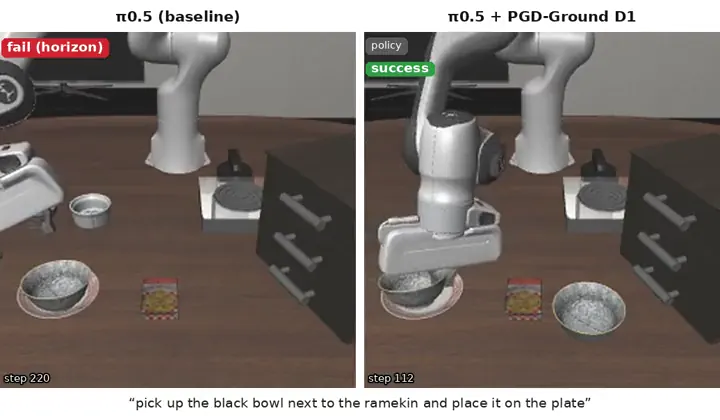 π0.5 (baseline)
π0.5 + PGD-Ground D1
fail (horizon)
policy
success
step 220
step 112
“pick up the black bowl next to the ramekin and place it on the plate”